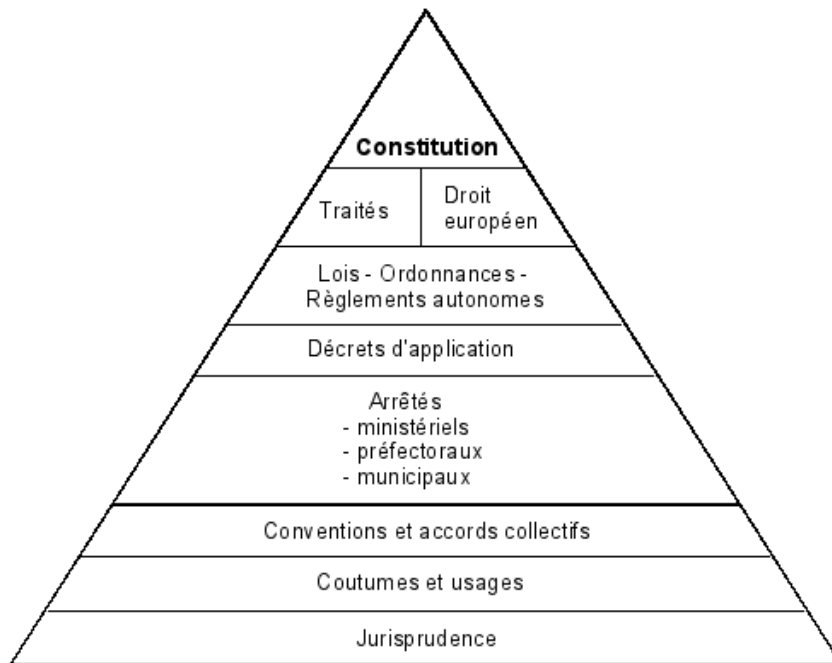 Constitution
Traités
Droit
européen
Lois - Ordonnances -
Règlements autonomes
Décrets d'application
Arrêtés
- ministériels
- préfectoraux
- municipaux
Conventions et accords collectifs
Coutumes et usages
Jurisprudence